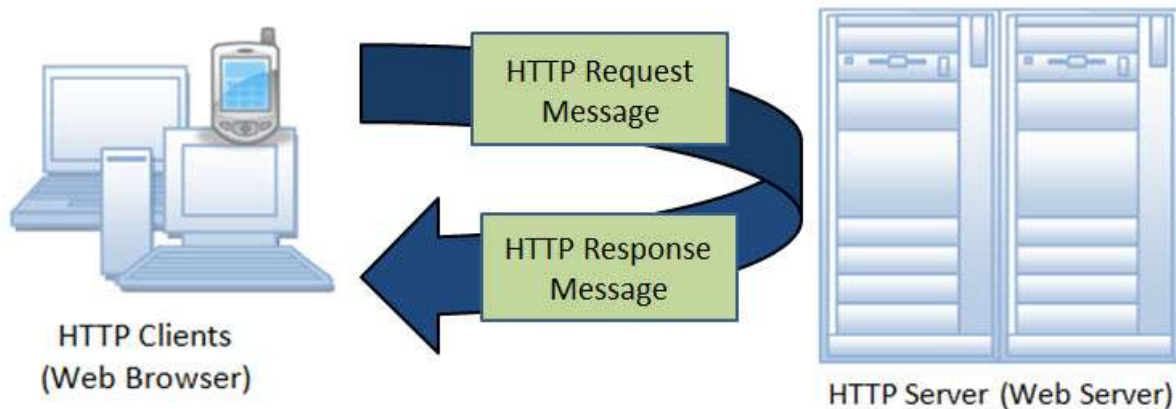 HTTP Request
Message
HTTP Response
Message
HTTP Clients
(Web Browser)
HTTP Server (Web Server)